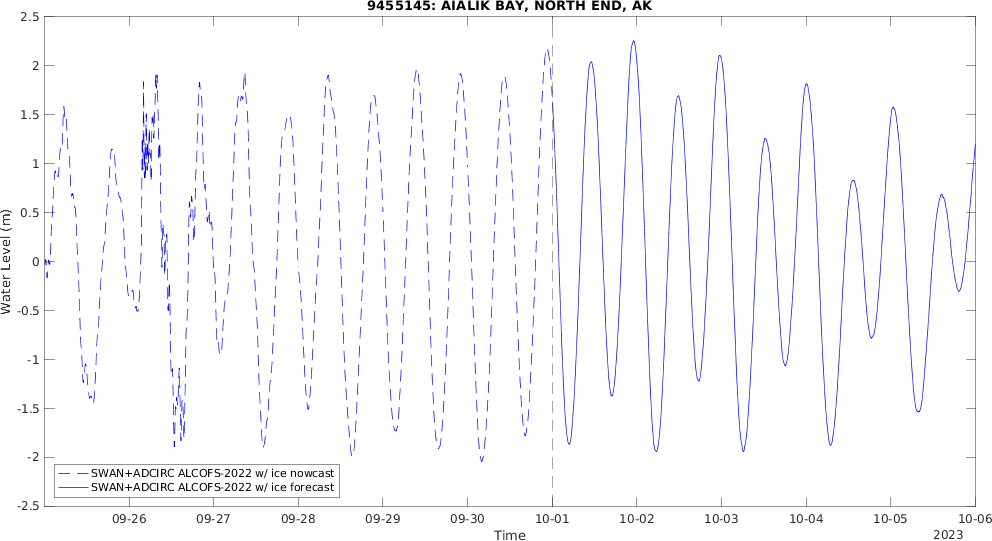 9455145: AIALIK BAY, NORTH END, AK
Water Level (m)
2.5
2
1.5
1
0.5
0
-0.5
-1
-1.5
-2
-2.5
SWAN+ADCIRC ALCOFS-2022 w/ ice nowcast
SWAN+ADCIRC ALCOFS-2022 w/ ice forecast
09-26 09-27 09-28 09-29 09-30 10-01 10-02 10-03 10-04 10-05 10-06
Time
2023